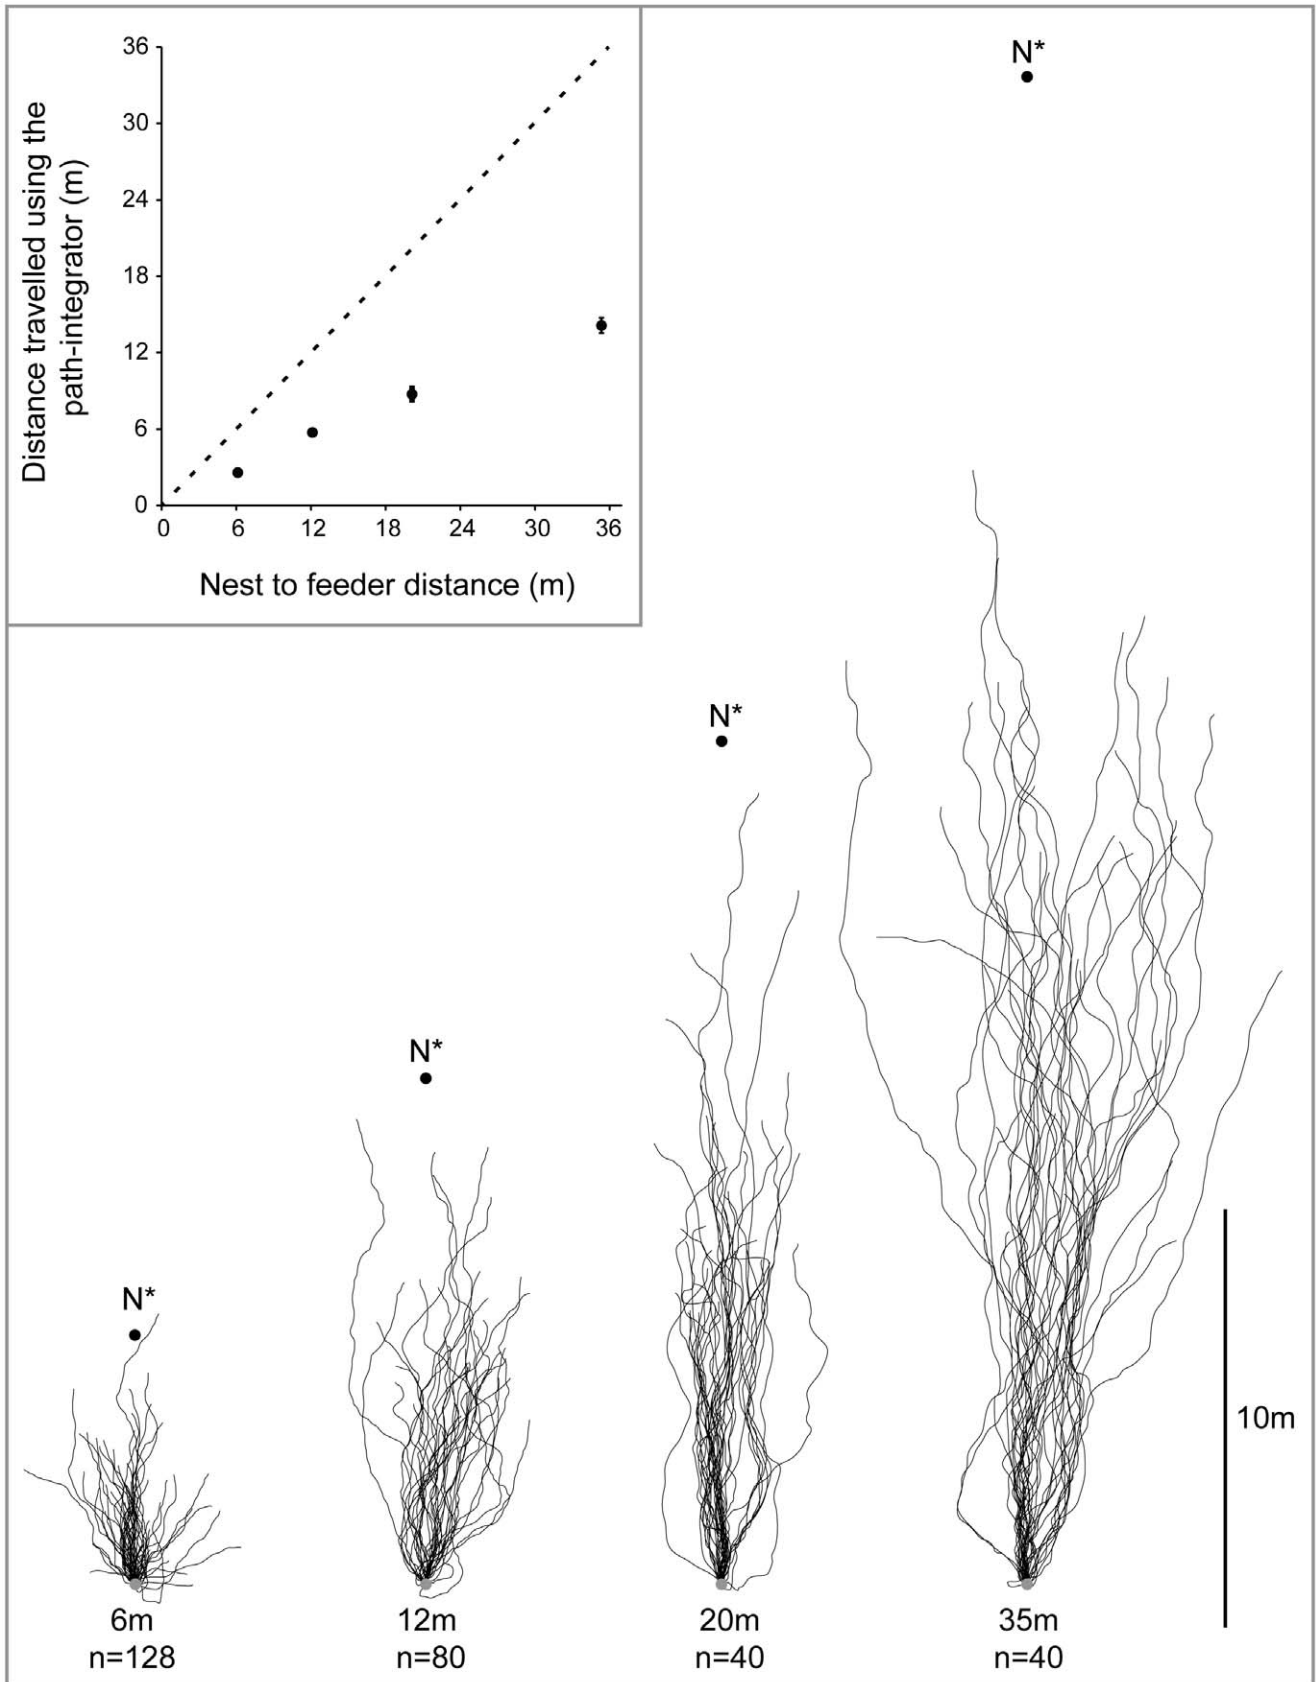 36
30
24
18
12
6
0
Distance travelled using the
path-integrator (m)
0 6 12 18 24 30 36
Nest to feeder distance (m)
N*
N*
N*
N*
10m
6m
n=128
12m
n=80
20m
n=40
35m
n=40